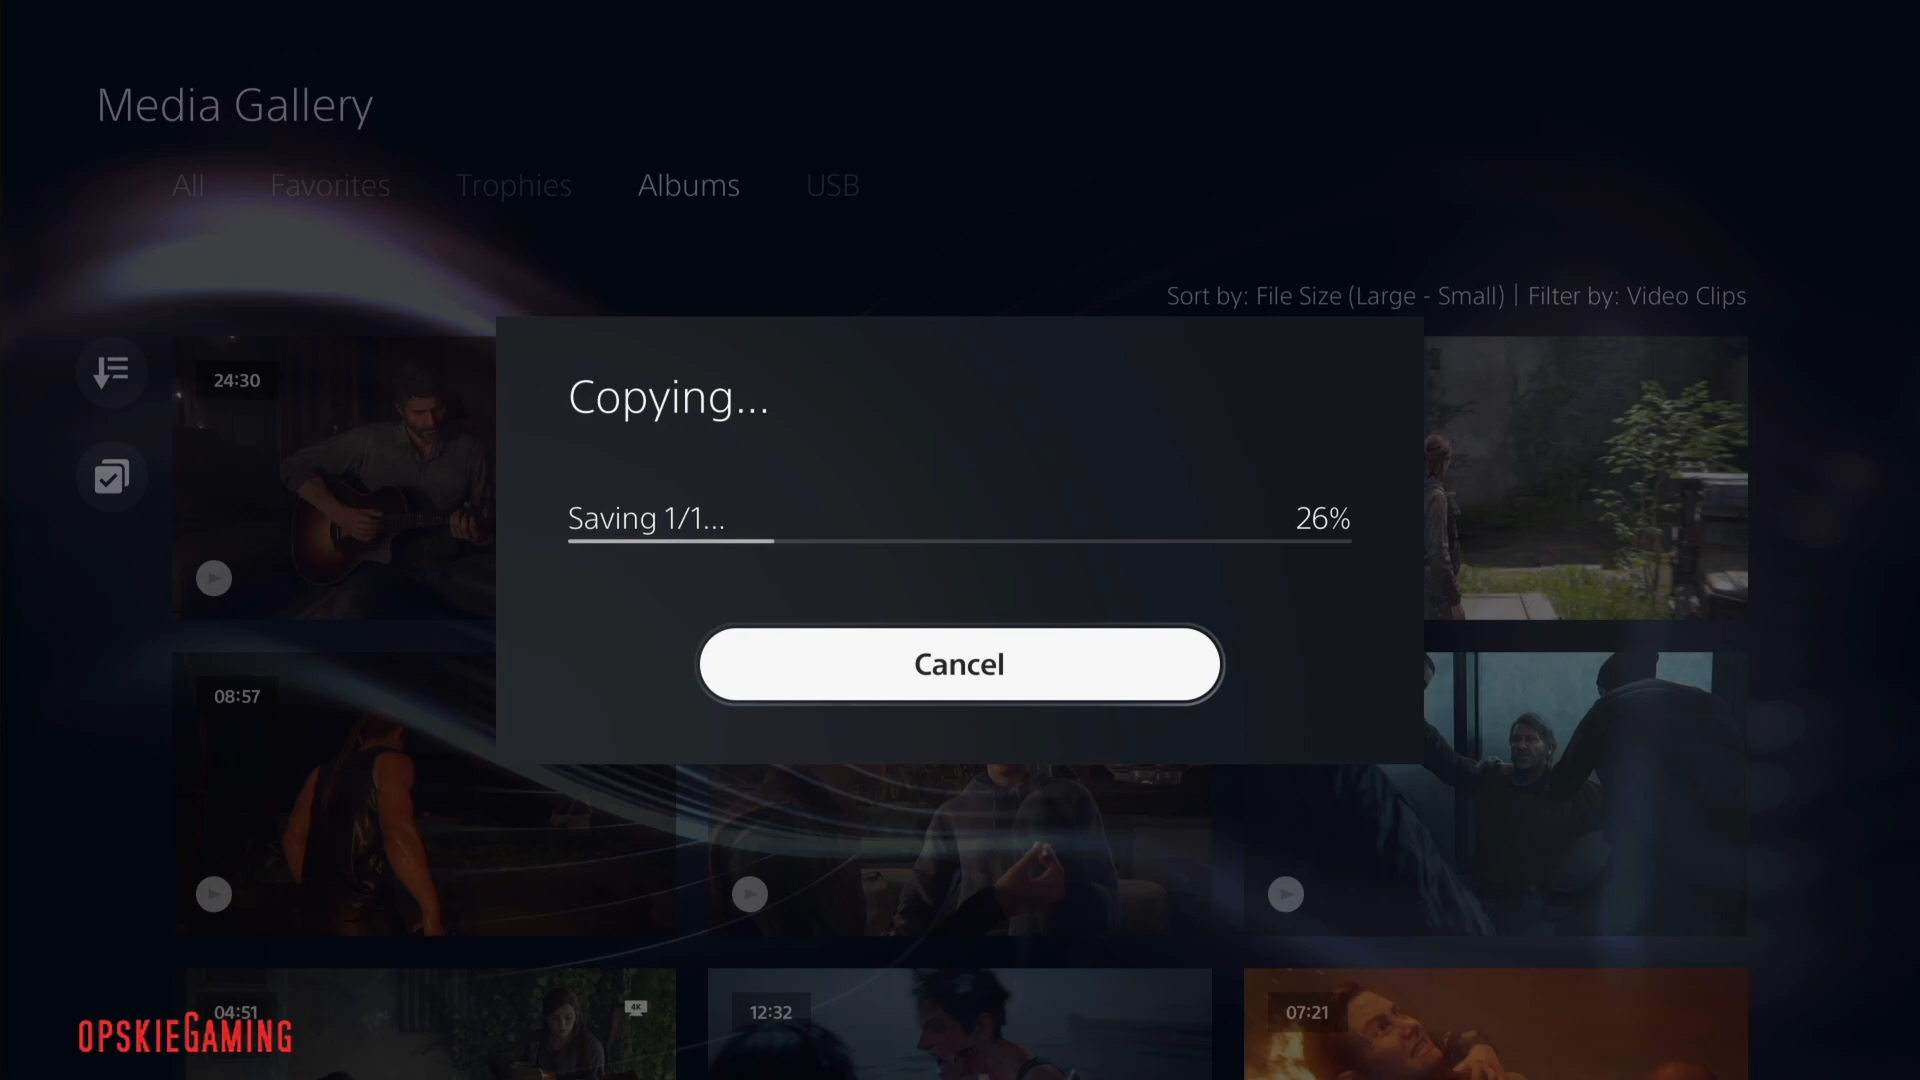 Media Gallery
All Favorites Trophies Albums USB
Sort by: File Size (Large - Small) | Filter by: Video Clips
24:30
Copying...
Saving 1/1... 26%
Cancel
08:57
04:51 4K 12:32 07:21
OPSKIEGAMING